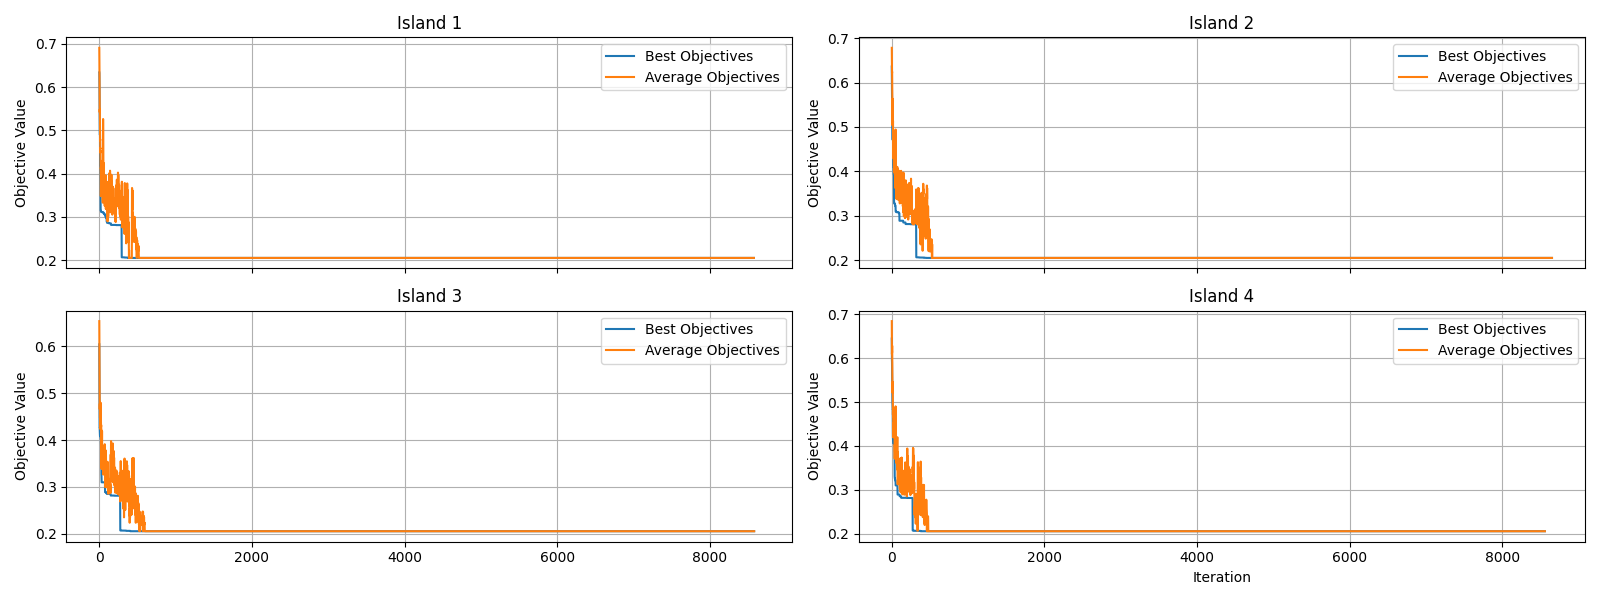 Island 1
Objective Value
0.7
0.6
0.5
0.4
0.3
0.2
Best Objectives
Average Objectives
Island 2
Objective Value
0.7
0.6
0.5
0.4
0.3
0.2
Best Objectives
Average Objectives
Island 3
Objective Value
0.6
0.5
0.4
0.3
0.2
Best Objectives
Average Objectives
0 2000 4000 6000 8000
Island 4
Objective Value
0.7
0.6
0.5
0.4
0.3
0.2
Best Objectives
Average Objectives
0 2000 4000 6000 8000
Iteration